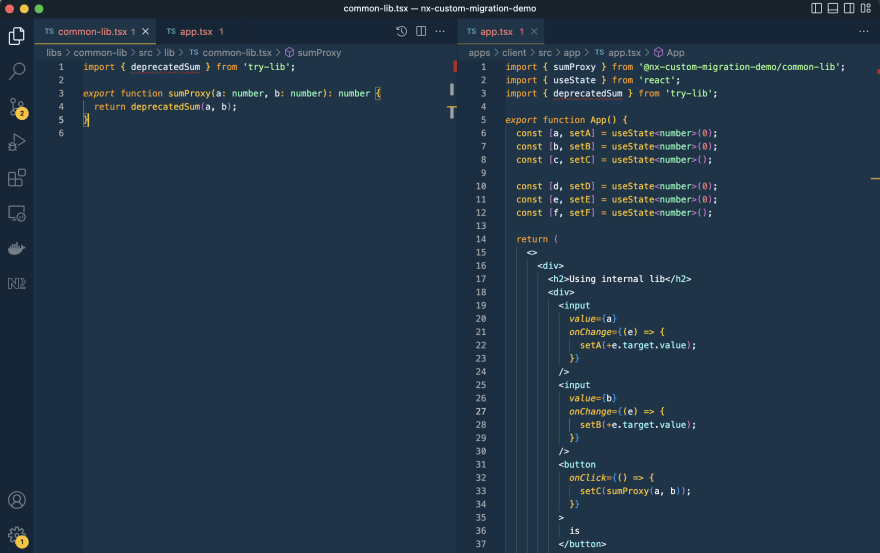 common-lib.tsx — nx-custom-migration-demo
TS common-lib.tsx 1
TS app.tsx 1
libs > common-lib > src > lib > TS common-lib.tsx > sumProxy
1 import { deprecatedSum } from 'try-lib';
2
3 export function sumProxy(a: number, b: number): number {
4 return deprecatedSum(a, b);
5 }
6
2
1
TS app.tsx 1
apps > client > src > app > TS app.tsx > App
1 import { sumProxy } from '@nx-custom-migration-demo/common-lib';
2 import { useState } from 'react';
3 import { deprecatedSum } from 'try-lib';
4
5 export function App() {
6 const [a, setA] = useState<number>(0);
7 const [b, setB] = useState<number>(0);
8 const [c, setC] = useState<number>();
9
10 const [d, setD] = useState<number>(0);
11 const [e, setE] = useState<number>(0);
12 const [f, setF] = useState<number>();
13
14 return (
15 <>
16 <div>
17 <h2>Using internal lib</h2>
18 <div>
19 <input
20 value={a}
21 onChange={(e) => {
22 setA(+e.target.value);
23 }}
24 />
25 <input
26 value={b}
27 onChange={(e) => {
28 setB(+e.target.value);
29 }}
30 />
31 <button
32 onClick={() => {
33 setC(sumProxy(a, b));
34 }}
35 >
36 is
37 </button>